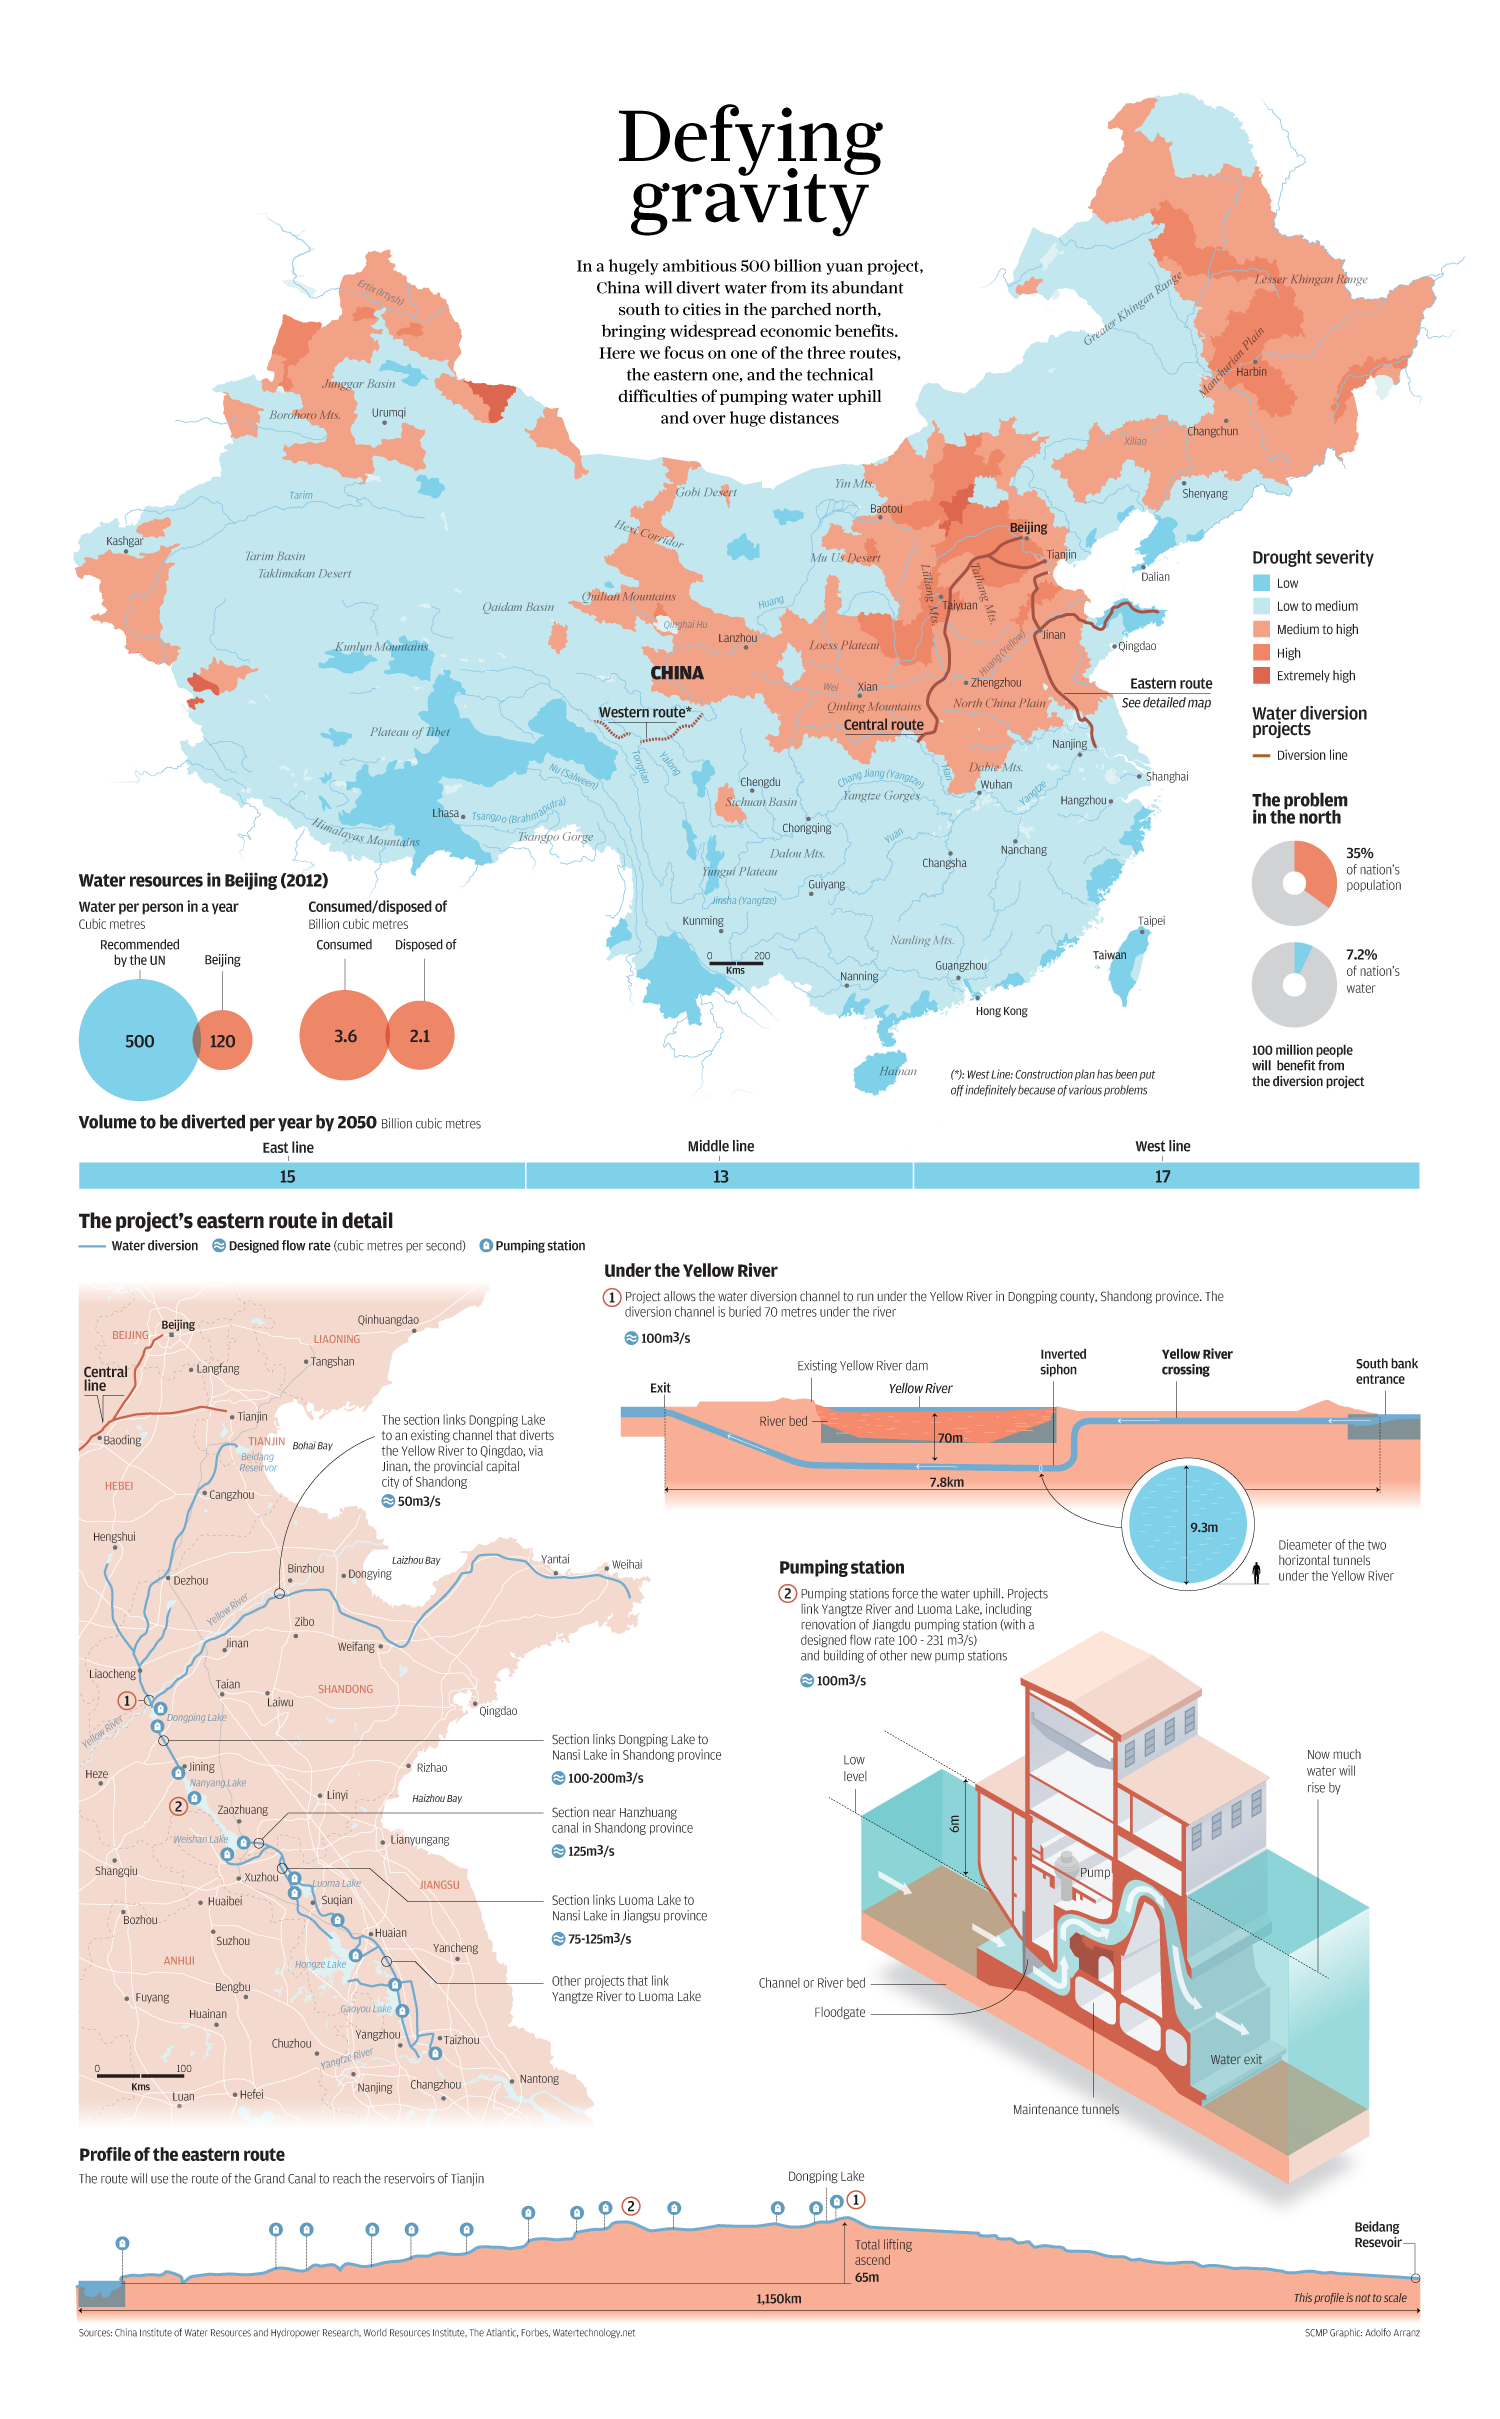 Defying
gravity
In a hugely ambitious 500 billion yuan project,
China will divert water from its abundant
south to cities in the parched north,
bringing widespread economic benefits.
Here we focus on one of the three routes,
the eastern one, and the technical
difficulties of pumping water uphill
and over huge distances
Ertix (Irtysh)
Junggar Basin
Borohoro Mts.
Urumqi
Tarim
Kashgar
Tarim Basin
Taklimakan Desert
Kunlun Mountains
Qaidam Basin
Gobi Desert
Hexi Corridor
Qinlian Mountains
Qinghai Hu
Lanzhou
Huang
Yin Mts.
Baotou
Mu Us Desert
Loess Plateau
Wei
Xian
Qinling Mountains
Lüliang Mts.
Taihang Mts.
Taiyuan
Beijing
Tianjin
Huang (Yellow)
Jinan
Zhengzhou
North China Plain
Qingdao
Dalian
Shenyang
Xiliao
Changchun
Harbin
Manchurian Plain
Greater Khingan Range
Lesser Khingan Range
CHINA
Western route*
Central route
Eastern route
See detailed map
Plateau of Tibet
Lhasa
Tsangpo (Brahmaputra)
Nu (Salween)
Tongtian
Yalong
Himalayas Mountains
Tsangpo Gorge
Chengdu
Sichuan Basin
Chongqing
Chang Jiang (Yangtze)
Yangtze Gorges
Han
Dabie Mts.
Wuhan
Yangtze
Nanjing
Shanghai
Hangzhou
Nanchang
Changsha
Yuan
Dalou Mts.
Yungui Plateau
Guiyang
Jinsha (Yangtze)
Kunming
Nanling Mts.
Nanning
Guangzhou
Hong Kong
Taipei
Taiwan
Hainan
0 200
Kms
(*): West Line: Construction plan has been put
off indefinitely because of various problems
Drought severity
Low
Low to medium
Medium to high
High
Extremely high
Water diversion
projects
Diversion line
The problem
in the north
35%
of nation's
population
7.2%
of nation's
water
100 million people
will benefit from
the diversion project
Water resources in Beijing (2012)
Water per person in a year
Cubic metres
Recommended
by the UN
Beijing
500
120
Consumed/disposed of
Billion cubic metres
Consumed
Disposed of
3.6
2.1
Volume to be diverted per year by 2050 Billion cubic metres
East line
Middle line
West line
15
13
17
The project's eastern route in detail
Water diversion
Designed flow rate (cubic metres per second)
Pumping station
Qinhuangdao
Beijing
BEIJING
LIAONING
Tangshan
Langfang
Central
line
Tianjin
Baoding
TIANJIN
Bohai Bay
Beidang
Reseirvor
HEBEI
Cangzhou
Hengshui
Dezhou
Binzhou
Dongying
Laizhou Bay
Yantai
Weihai
Yellow River
Zibo
Jinan
Weifang
Liaocheng
Taian
Laiwu
SHANDONG
Qingdao
1
Dongping Lake
Yellow River
Heze
Jining
Nanyang Lake
2
Rizhao
Linyi
Haizhou Bay
Zaozhuang
Weishan Lake
Lianyungang
Shangqiu
Xuzhou
Luoma Lake
JIANGSU
Huaibei
Suqian
Bozhou
Suzhou
Huaian
Yancheng
ANHUI
Hongze Lake
Bengbu
Fuyang
Gaoyou Lake
Huainan
Yangzhou
Taizhou
Chuzhou
Yangtze River
Nanjing
Changzhou
Nantong
Hefei
Luan
0 100
Kms
The section links Dongping Lake
to an existing channel that diverts
the Yellow River to Qingdao, via
Jinan, the provincial capital
city of Shandong
50m3/s
Section links Dongping Lake to
Nansi Lake in Shandong province
100-200m3/s
Section near Hanzhuang
canal in Shandong province
125m3/s
Section links Luoma Lake to
Nansi Lake in Jiangsu province
75-125m3/s
Other projects that link
Yangtze River to Luoma Lake
Under the Yellow River
1 Project allows the water diversion channel to run under the Yellow River in Dongping county, Shandong province. The
diversion channel is buried 70 metres under the river
100m3/s
Exit
Existing Yellow River dam
Yellow River
River bed
Inverted
siphon
Yellow River
crossing
South bank
entrance
70m
7.8km
9.3m
Dieameter of the two
horizontal tunnels
under the Yellow River
Pumping station
2 Pumping stations force the water uphill. Projects
link Yangtze River and Luoma Lake, including
renovation of Jiangdu pumping station (with a
designed flow rate 100 - 231 m3/s)
and building of other new pump stations
100m3/s
Low
level
6m
Pump
Now much
water will
rise by
Channel or River bed
Floodgate
Maintenance tunnels
Water exit
Profile of the eastern route
The route will use the route of the Grand Canal to reach the reservoirs of Tianjin
Dongping Lake
2
1
Total lifting
ascend
65m
Beidang
Resevoir
1,150km
This profile is not to scale
Sources: China Institute of Water Resources and Hydropower Research, World Resources Institute, The Atlantic, Forbes, Watertechnology.net
SCMP Graphic: Adolfo Arranz